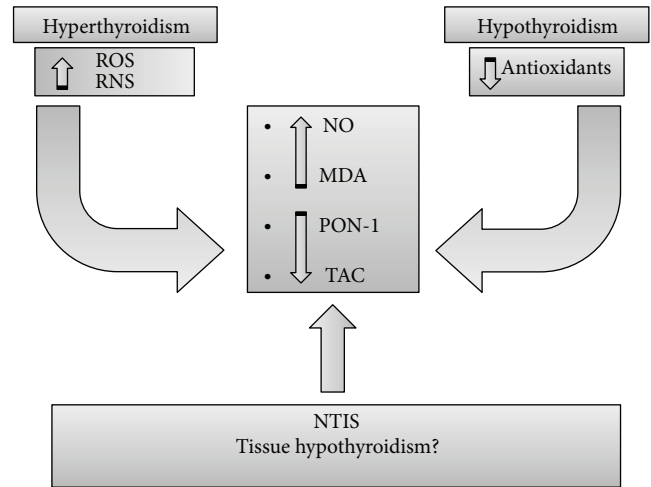 Hyperthyroidism
ROS
RNS
Hypothyroidism
Antioxidants
• NO
• MDA
• PON-1
• TAC
NTIS
Tissue hypothyroidism?